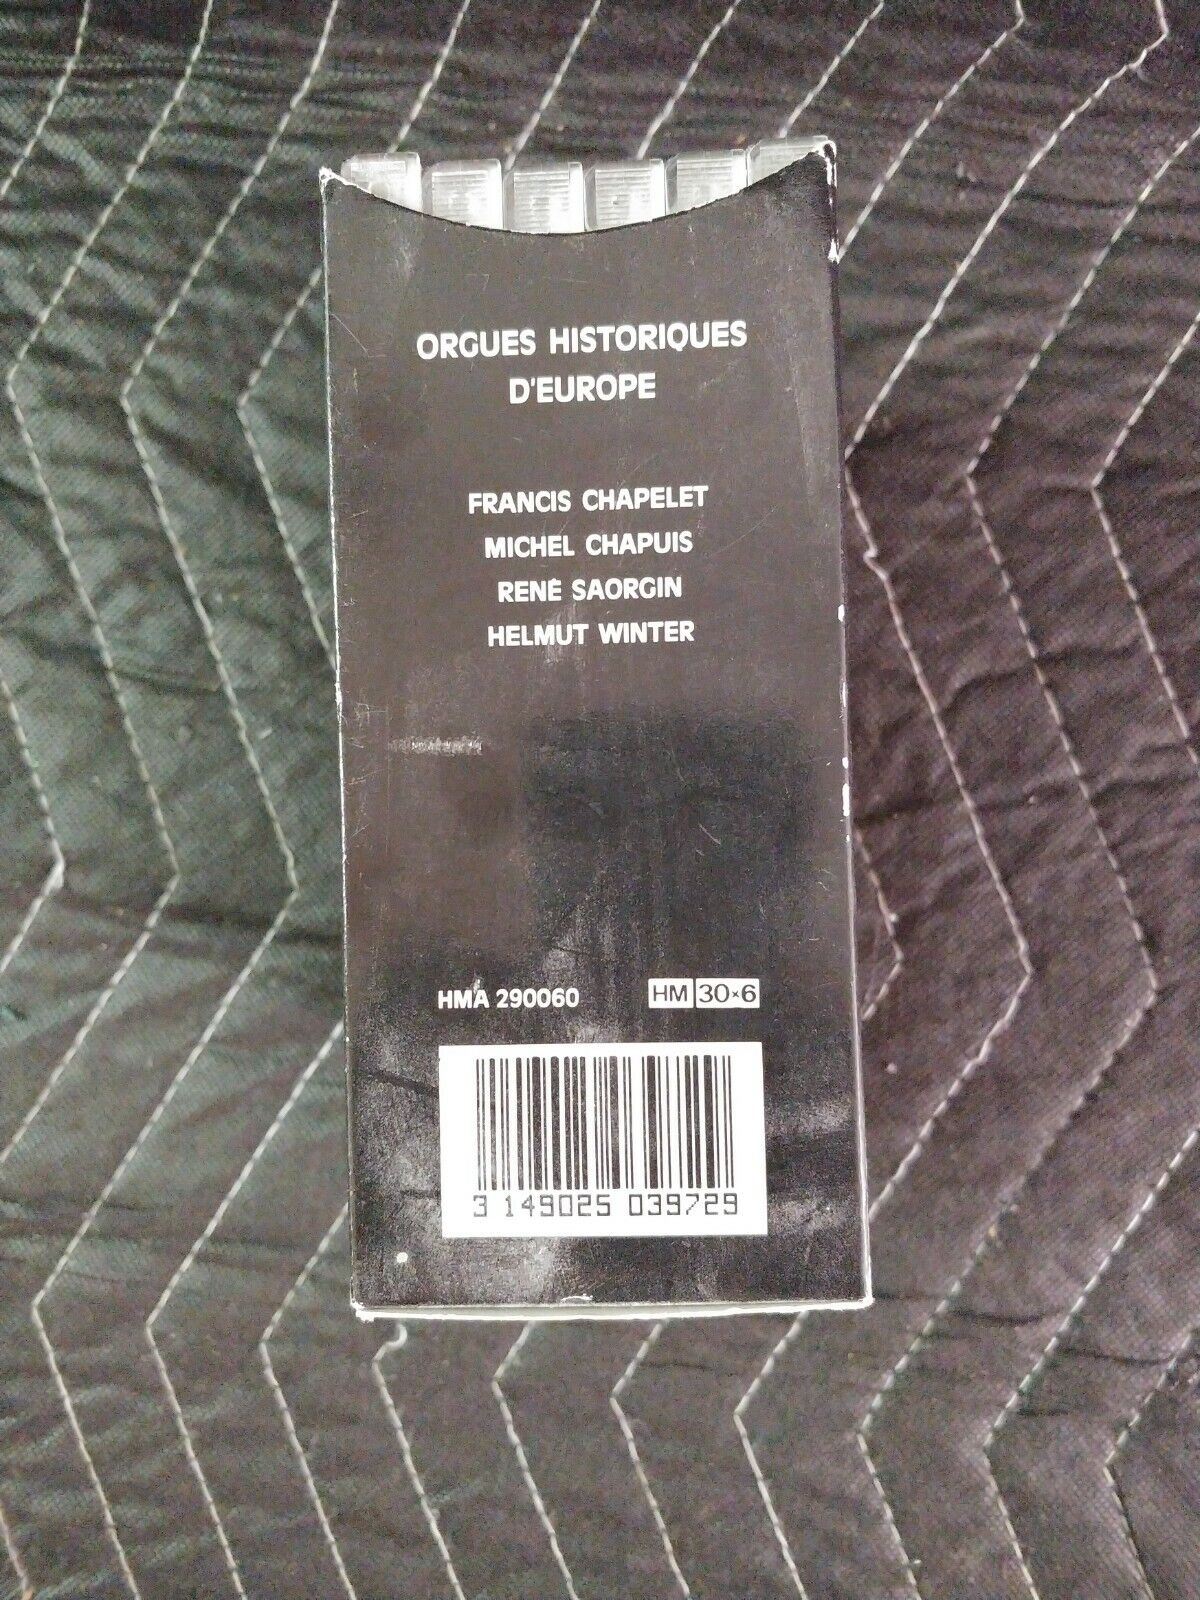 ORGUES HISTORIQUES
D'EUROPE
FRANCIS CHAPELET
MICHEL CHAPUIS
RENÉ SAORGIN
HELMUT WINTER
HMA 290060 HM 30×6
3 149025 039729